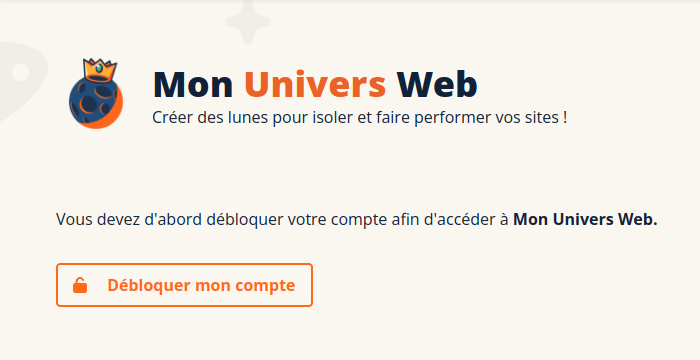 Mon Univers Web
Créer des lunes pour isoler et faire performer vos sites !
Vous devez d'abord débloquer votre compte afin d'accéder à Mon Univers Web.
Débloquer mon compte